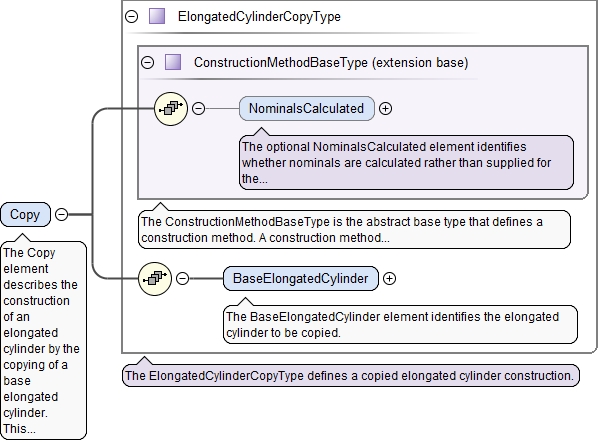 ElongatedCylinderCopyType
ConstructionMethodBaseType (extension base)
NominalsCalculated
The optional NominalsCalculated element identifies
whether nominals are calculated rather than supplied for
the...
Copy
The ConstructionMethodBaseType is the abstract base type that defines a
construction method. A construction method...
The Copy
element
describes the
construction
of an
elongated
cylinder by the
copying of a
base
elongated
cylinder.
This...
BaseElongatedCylinder
The BaseElongatedCylinder element identifies the elongated
cylinder to be copied.
The ElongatedCylinderCopyType defines a copied elongated cylinder construction.